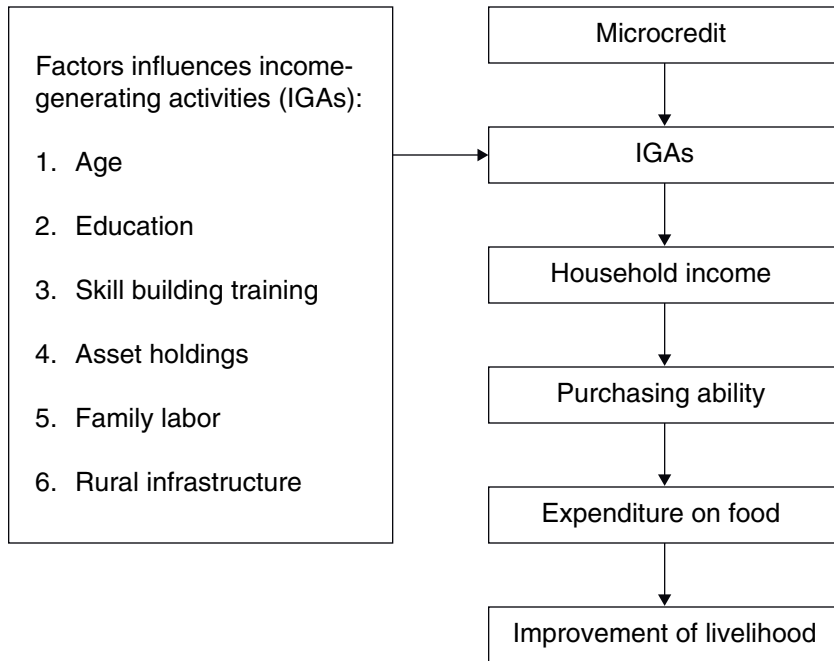 Factors influences income-
generating activities (IGAs):
1. Age
2. Education
3. Skill building training
4. Asset holdings
5. Family labor
6. Rural infrastructure
Microcredit
IGAs
Household income
Purchasing ability
Expenditure on food
Improvement of livelihood